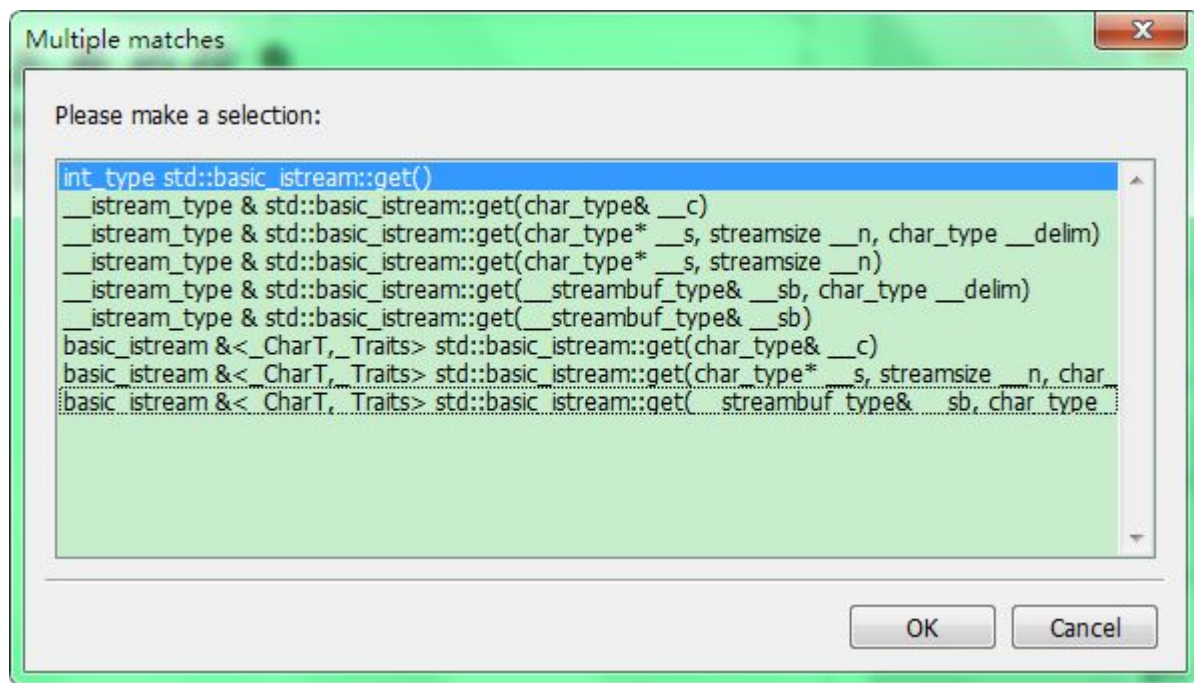 Multiple matches
Please make a selection:
int_type std::basic_istream::get()
__istream_type & std::basic_istream::get(char_type& __c)
__istream_type & std::basic_istream::get(char_type* __s, streamsize __n, char_type __delim)
__istream_type & std::basic_istream::get(char_type* __s, streamsize __n)
__istream_type & std::basic_istream::get(__streambuf_type& __sb, char_type __delim)
__istream_type & std::basic_istream::get(__streambuf_type& __sb)
basic_istream &<_CharT,_Traits> std::basic_istream::get(char_type& __c)
basic_istream &<_CharT,_Traits> std::basic_istream::get(char_type* __s, streamsize __n, char_
basic_istream &<_CharT,_Traits> std::basic_istream::get(__streambuf_type& __sb, char_type_
OK Cancel